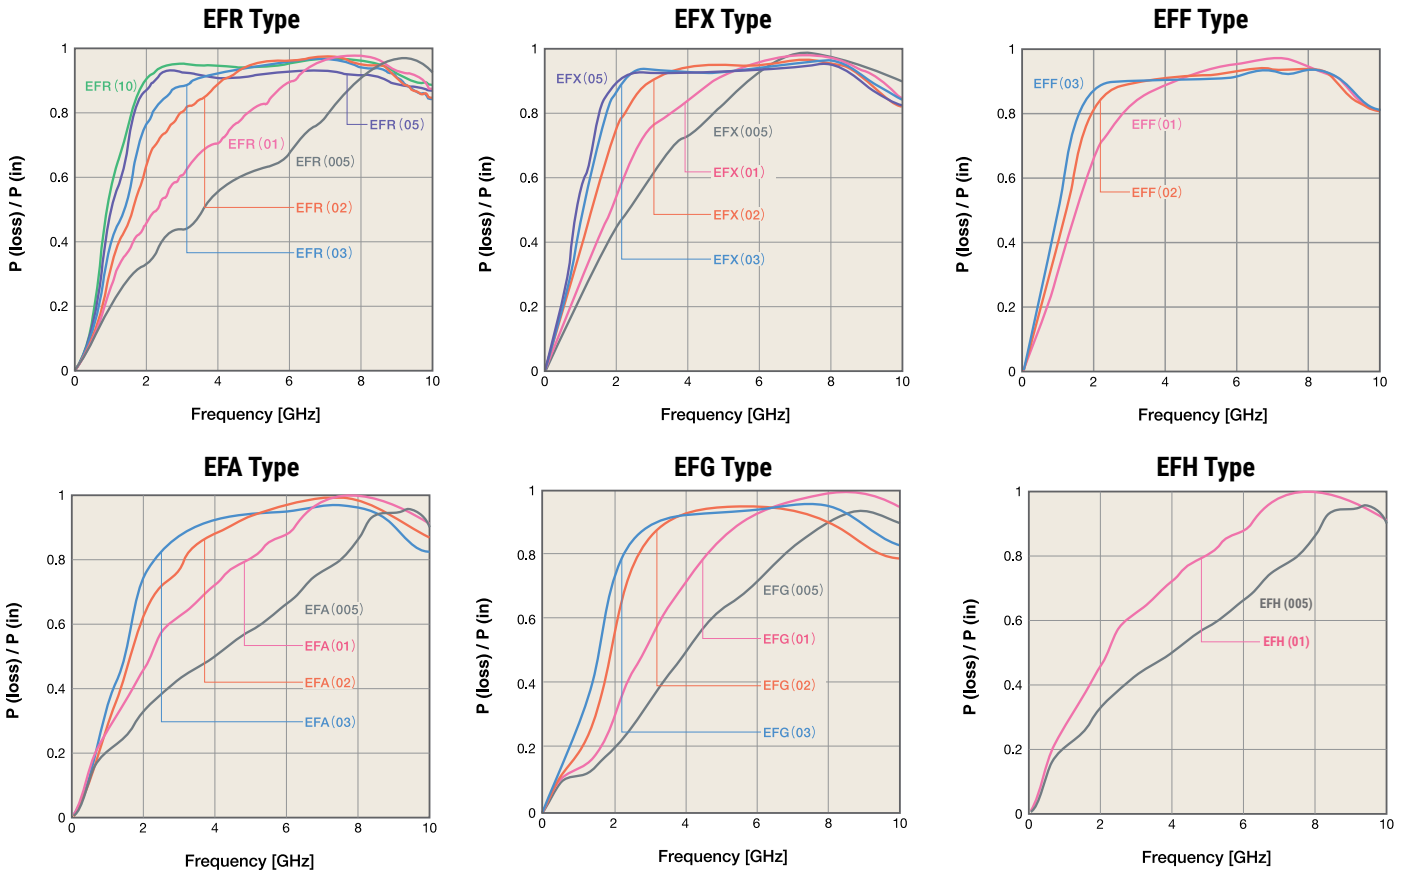 EFR Type
1
0.8
0.6
0.4
0.2
0
0 2 4 6 8 10
P (loss) / P (in)
Frequency [GHz]
EFR(10)
EFR(05)
EFR(01)
EFR(005)
EFR(02)
EFR(03)
EFX Type
1
0.8
0.6
0.4
0.2
0
0 2 4 6 8 10
P (loss) / P (in)
Frequency [GHz]
EFX(05)
EFX(005)
EFX(01)
EFX(02)
EFX(03)
EFF Type
1
0.8
0.6
0.4
0.2
0
0 2 4 6 8 10
P (loss) / P (in)
Frequency [GHz]
EFF(03)
EFF(01)
EFF(02)
EFA Type
1
0.8
0.6
0.4
0.2
0
0 2 4 6 8 10
P (loss) / P (in)
Frequency [GHz]
EFA(005)
EFA(01)
EFA(02)
EFA(03)
EFG Type
1
0.8
0.6
0.4
0.2
0
0 2 4 6 8 10
P (loss) / P (in)
Frequency [GHz]
EFG(005)
EFG(01)
EFG(02)
EFG(03)
EFH Type
1
0.8
0.6
0.4
0.2
0
0 2 4 6 8 10
P (loss) / P (in)
Frequency [GHz]
EFH (005)
EFH (01)